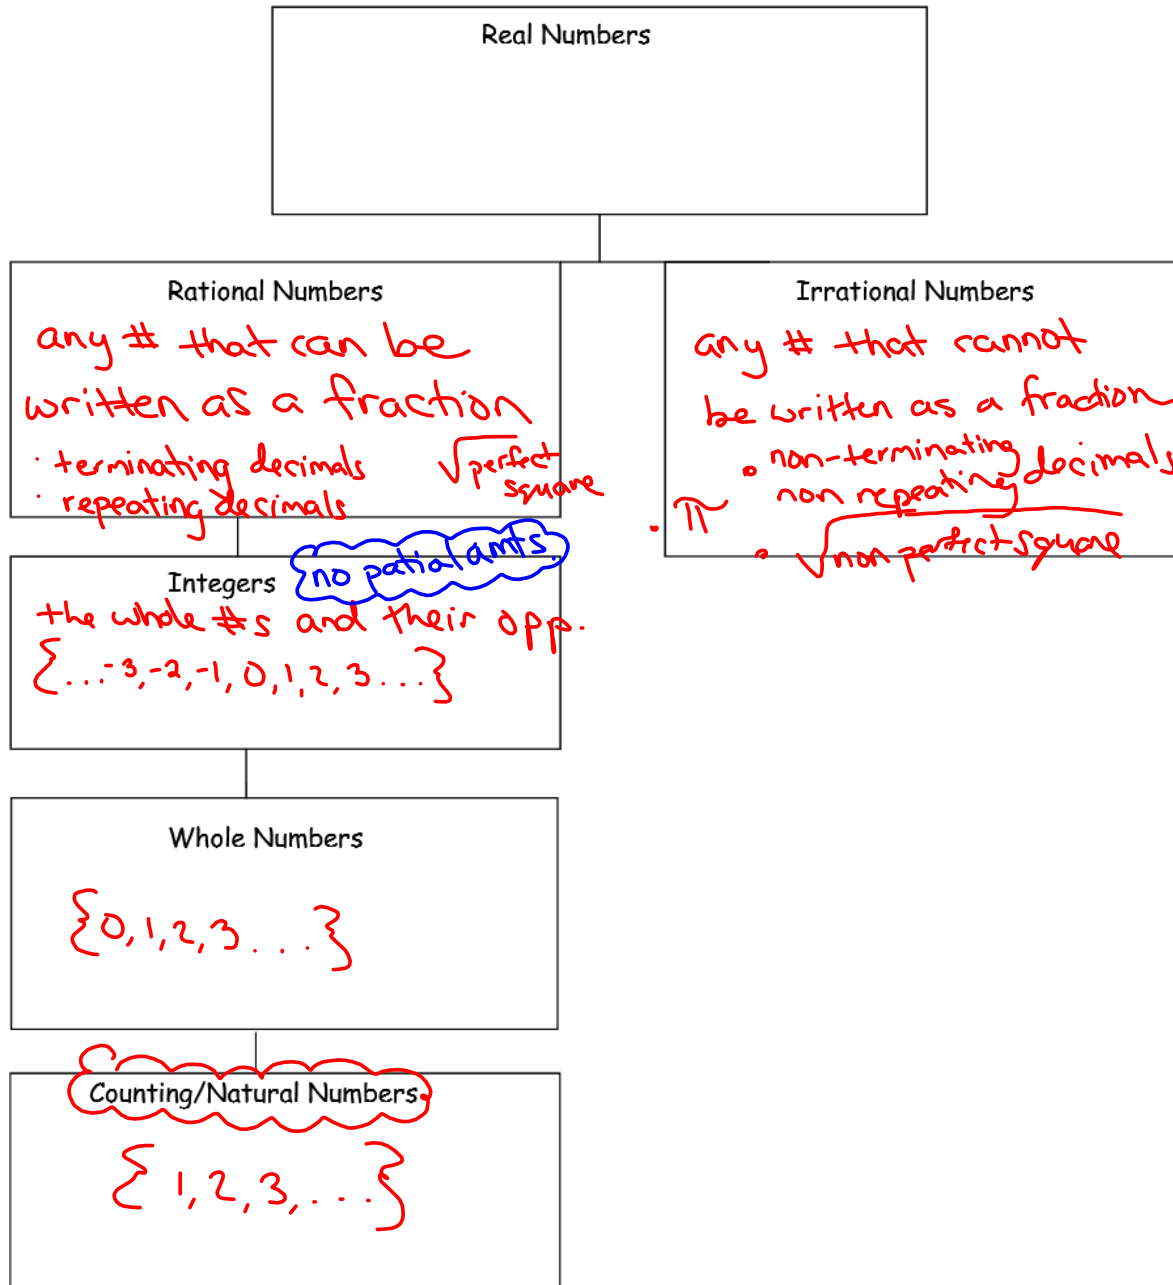 Real Numbers
Rational Numbers
any # that can be
written as a fraction
· terminating decimals
· repeating decimals
√perfect
square
Irrational Numbers
any # that cannot
be written as a fraction
• non-terminating
non repeating decimals
· π
• √non perfect square
Integers
no patial amts.
the whole #s and their opp.
{...-3,-2,-1,0,1,2,3...}
Whole Numbers
{0,1,2,3...}
Counting/Natural Numbers
{1,2,3,...}